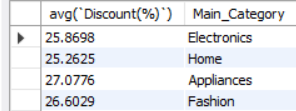 avg(`Discount(%)`) Main_Category
25.8698 Electronics
25.2625 Home
27.0776 Appliances
26.6029 Fashion